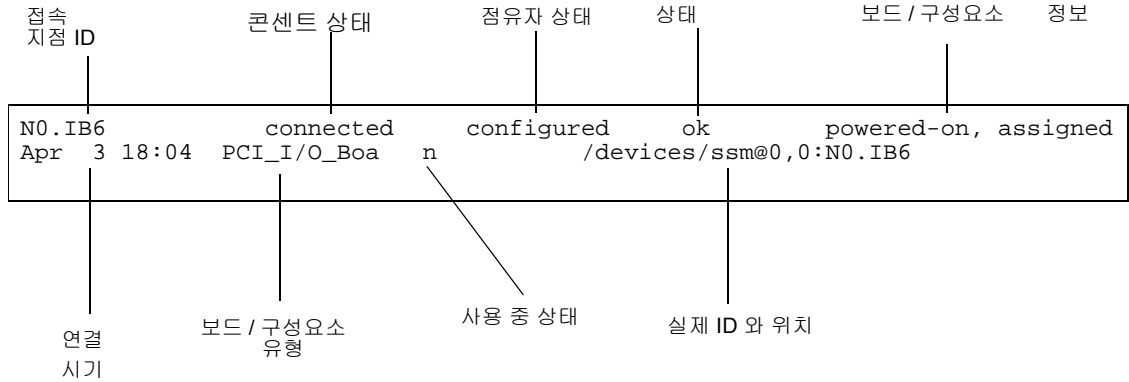 접속
지점 ID
콘센트 상태
점유자 상태
상태
보드 / 구성요소 정보
N0.IB6 connected configured ok powered-on, assigned
Apr 3 18:04 PCI_I/O_Boa n /devices/ssm@0,0:N0.IB6
연결
시기
보드 / 구성요소
유형
사용 중 상태
실제 ID 와 위치